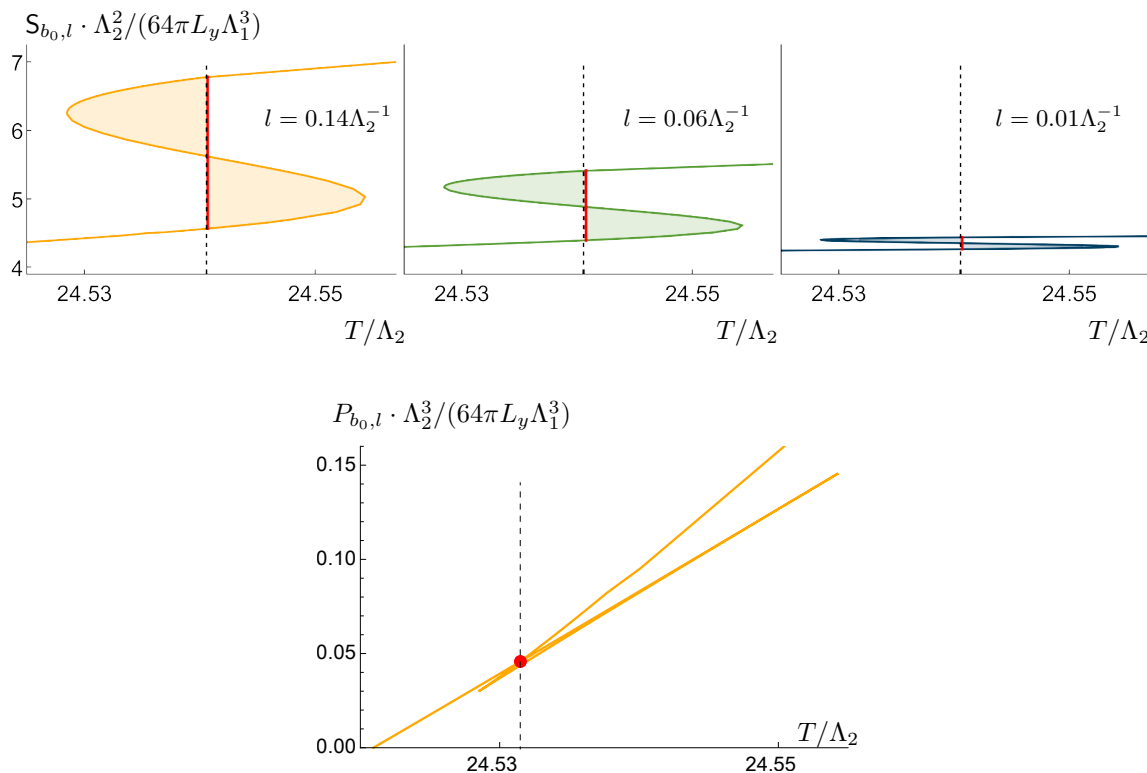 S_{b_0,l} · Λ_2^2/(64πL_yΛ_1^3)
7
6
5
4
l = 0.14Λ_2^{-1}
l = 0.06Λ_2^{-1}
l = 0.01Λ_2^{-1}
24.53 24.55 24.53 24.55 24.53 24.55
T/Λ_2 T/Λ_2 T/Λ_2
P_{b_0,l} · Λ_2^3/(64πL_yΛ_1^3)
0.15
0.10
0.05
0.00
T/Λ_2
24.53 24.55